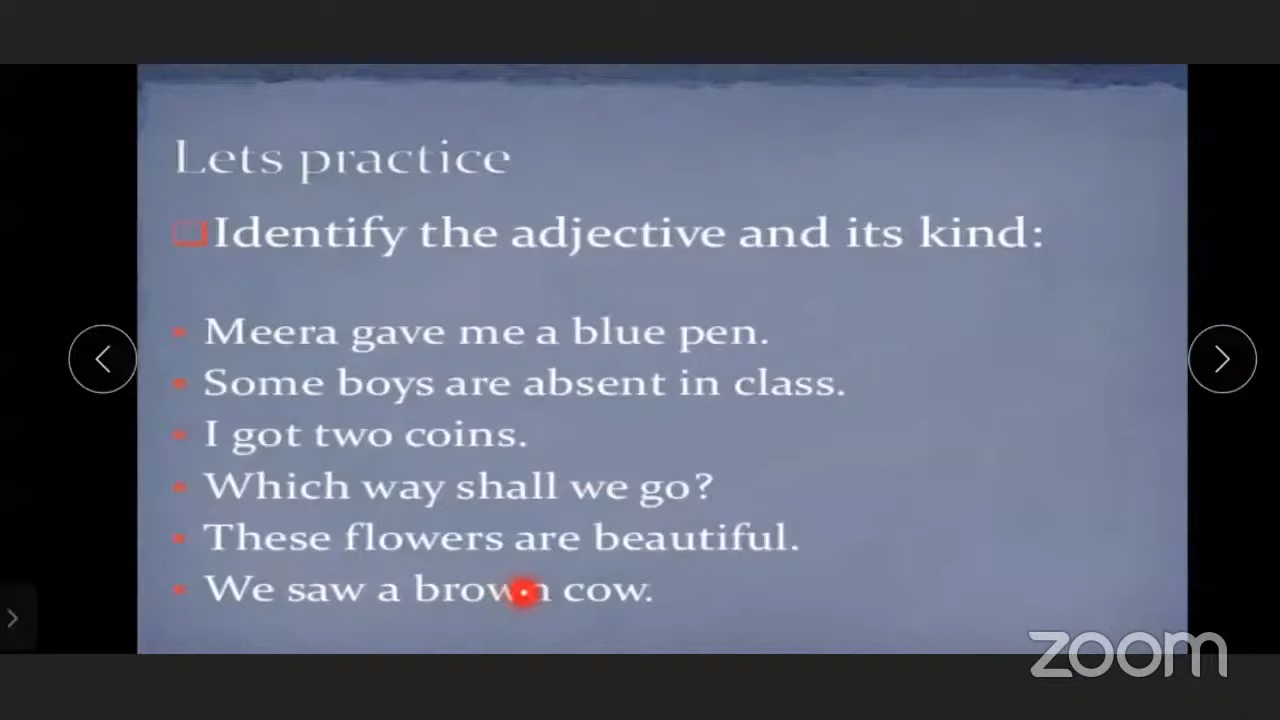 Lets practice
Identify the adjective and its kind:
Meera gave me a blue pen.
Some boys are absent in class.
I got two coins.
Which way shall we go?
These flowers are beautiful.
We saw a brown cow.
zoom